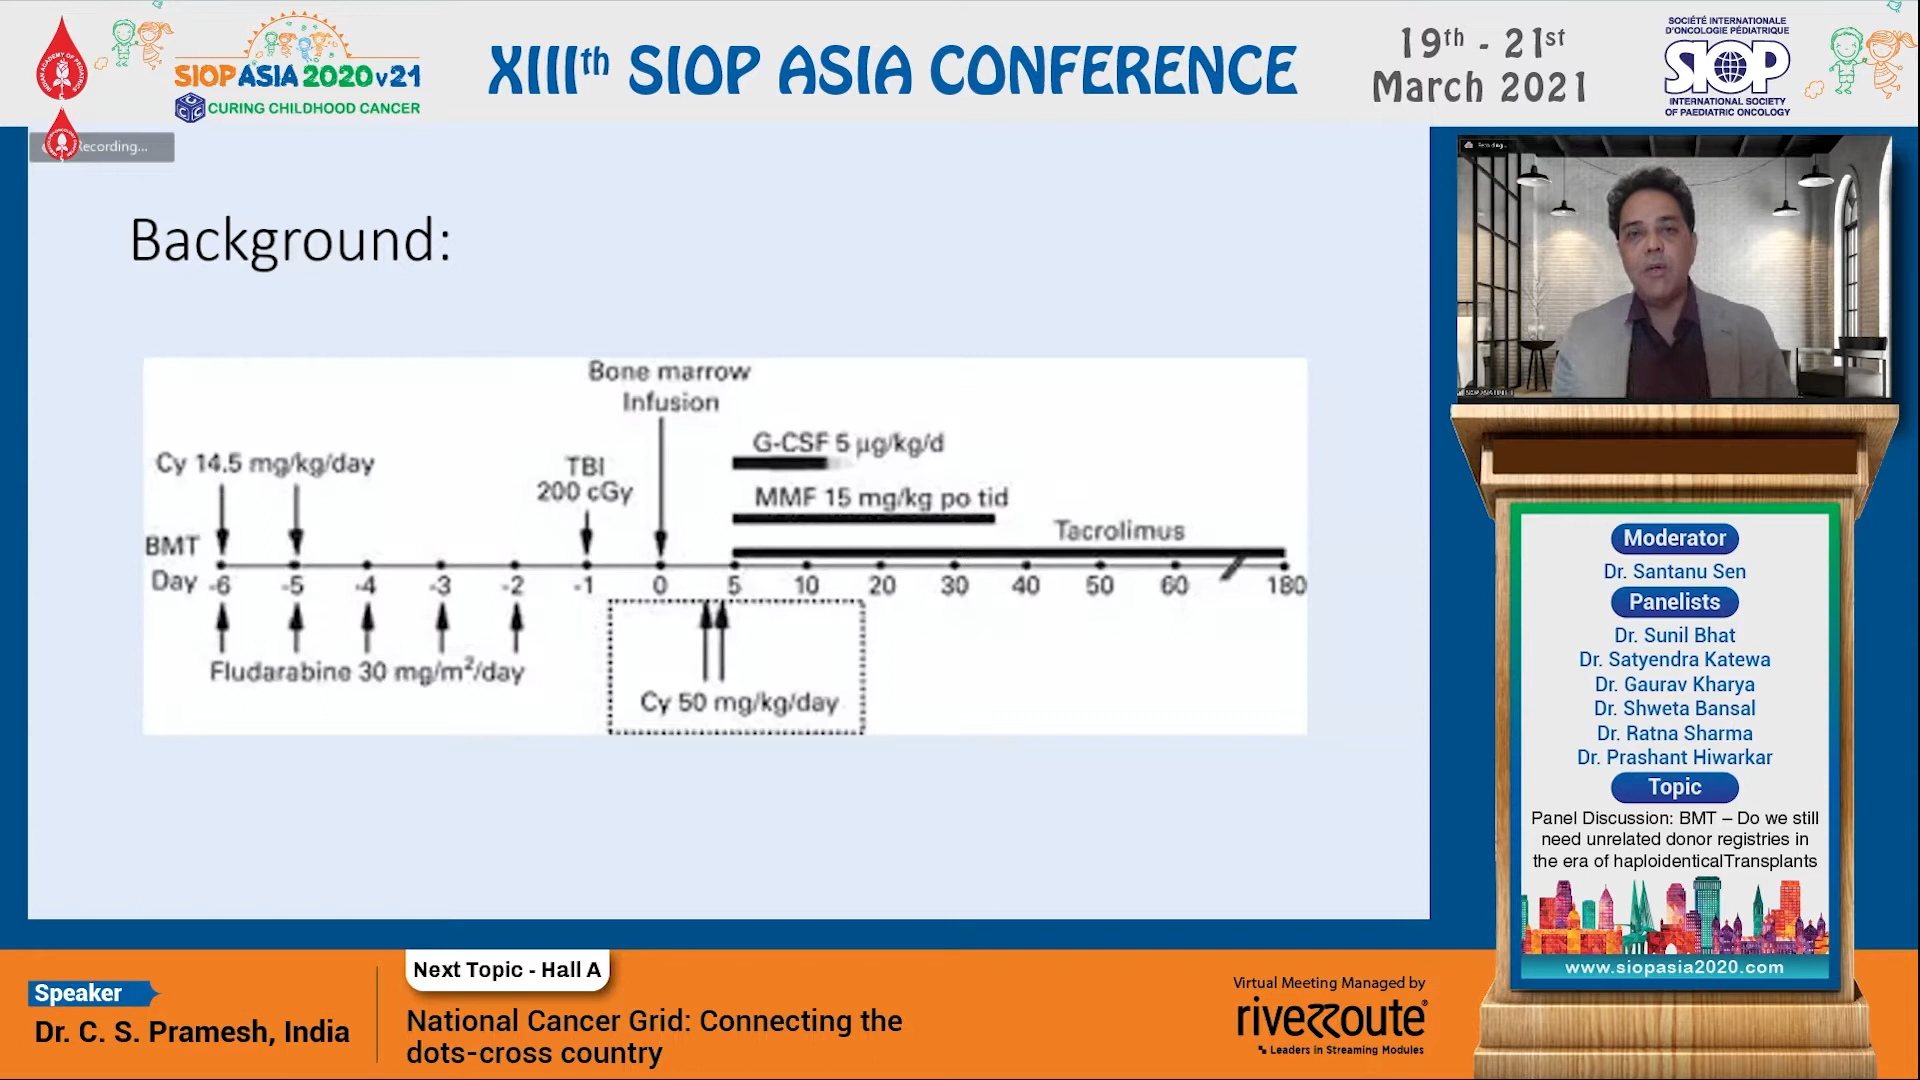 SIOP ASIA 2020 v21
CURING CHILDHOOD CANCER
XIIIth SIOP ASIA CONFERENCE
19th - 21st
March 2021
SOCIÉTÉ INTERNATIONALE
D'ONCOLOGIE PÉDIATRIQUE
SIOP
INTERNATIONAL SOCIETY
OF PAEDIATRIC ONCOLOGY
Recording...
Recording...
Background:
Bone marrow
Infusion
G-CSF 5 µg/kg/d
Cy 14.5 mg/kg/day
TBI
200 cGy
MMF 15 mg/kg po tid
Tacrolimus
BMT
Day -6 -5 -4 -3 -2 -1 0 5 10 20 30 40 50 60 180
Fludarabine 30 mg/m²/day
Cy 50 mg/kg/day
Moderator
Dr. Santanu Sen
Panelists
Dr. Sunil Bhat
Dr. Satyendra Katewa
Dr. Gaurav Kharya
Dr. Shweta Bansal
Dr. Ratna Sharma
Dr. Prashant Hiwarkar
Topic
Panel Discussion: BMT – Do we still
need unrelated donor registries in
the era of haploidenticalTransplants
www.siopasia2020.com
Speaker
Dr. C. S. Pramesh, India
Next Topic - Hall A
National Cancer Grid: Connecting the
dots-cross country
Virtual Meeting Managed by
riveRRoute
Leaders in Streaming Modules